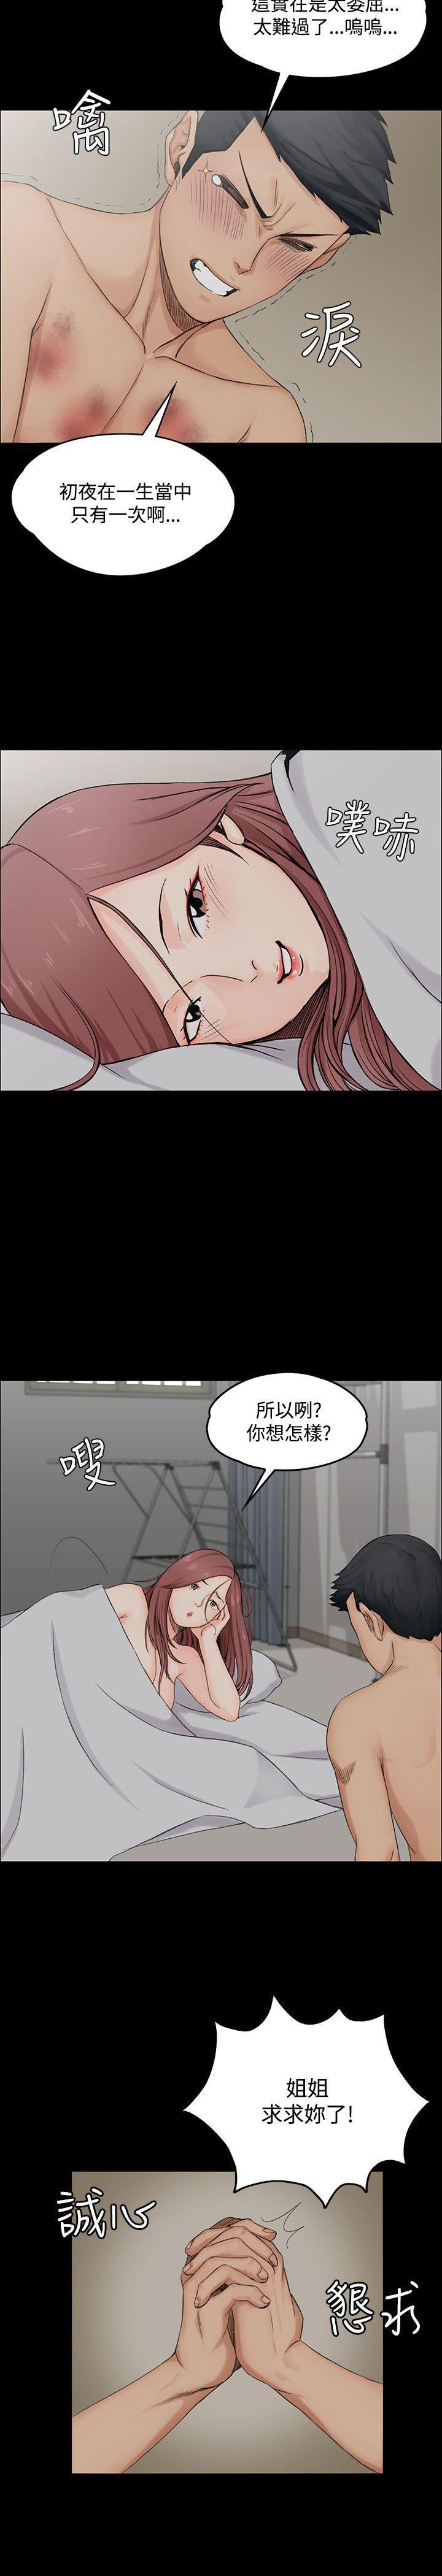 這實在是太委屈...
太難過了...嗚嗚...
噙
淚
初夜在一生當中
只有一次啊...
噗哧
所以咧?
你想怎樣?
嗖
姐姐
求求妳了!
誠心
懇求